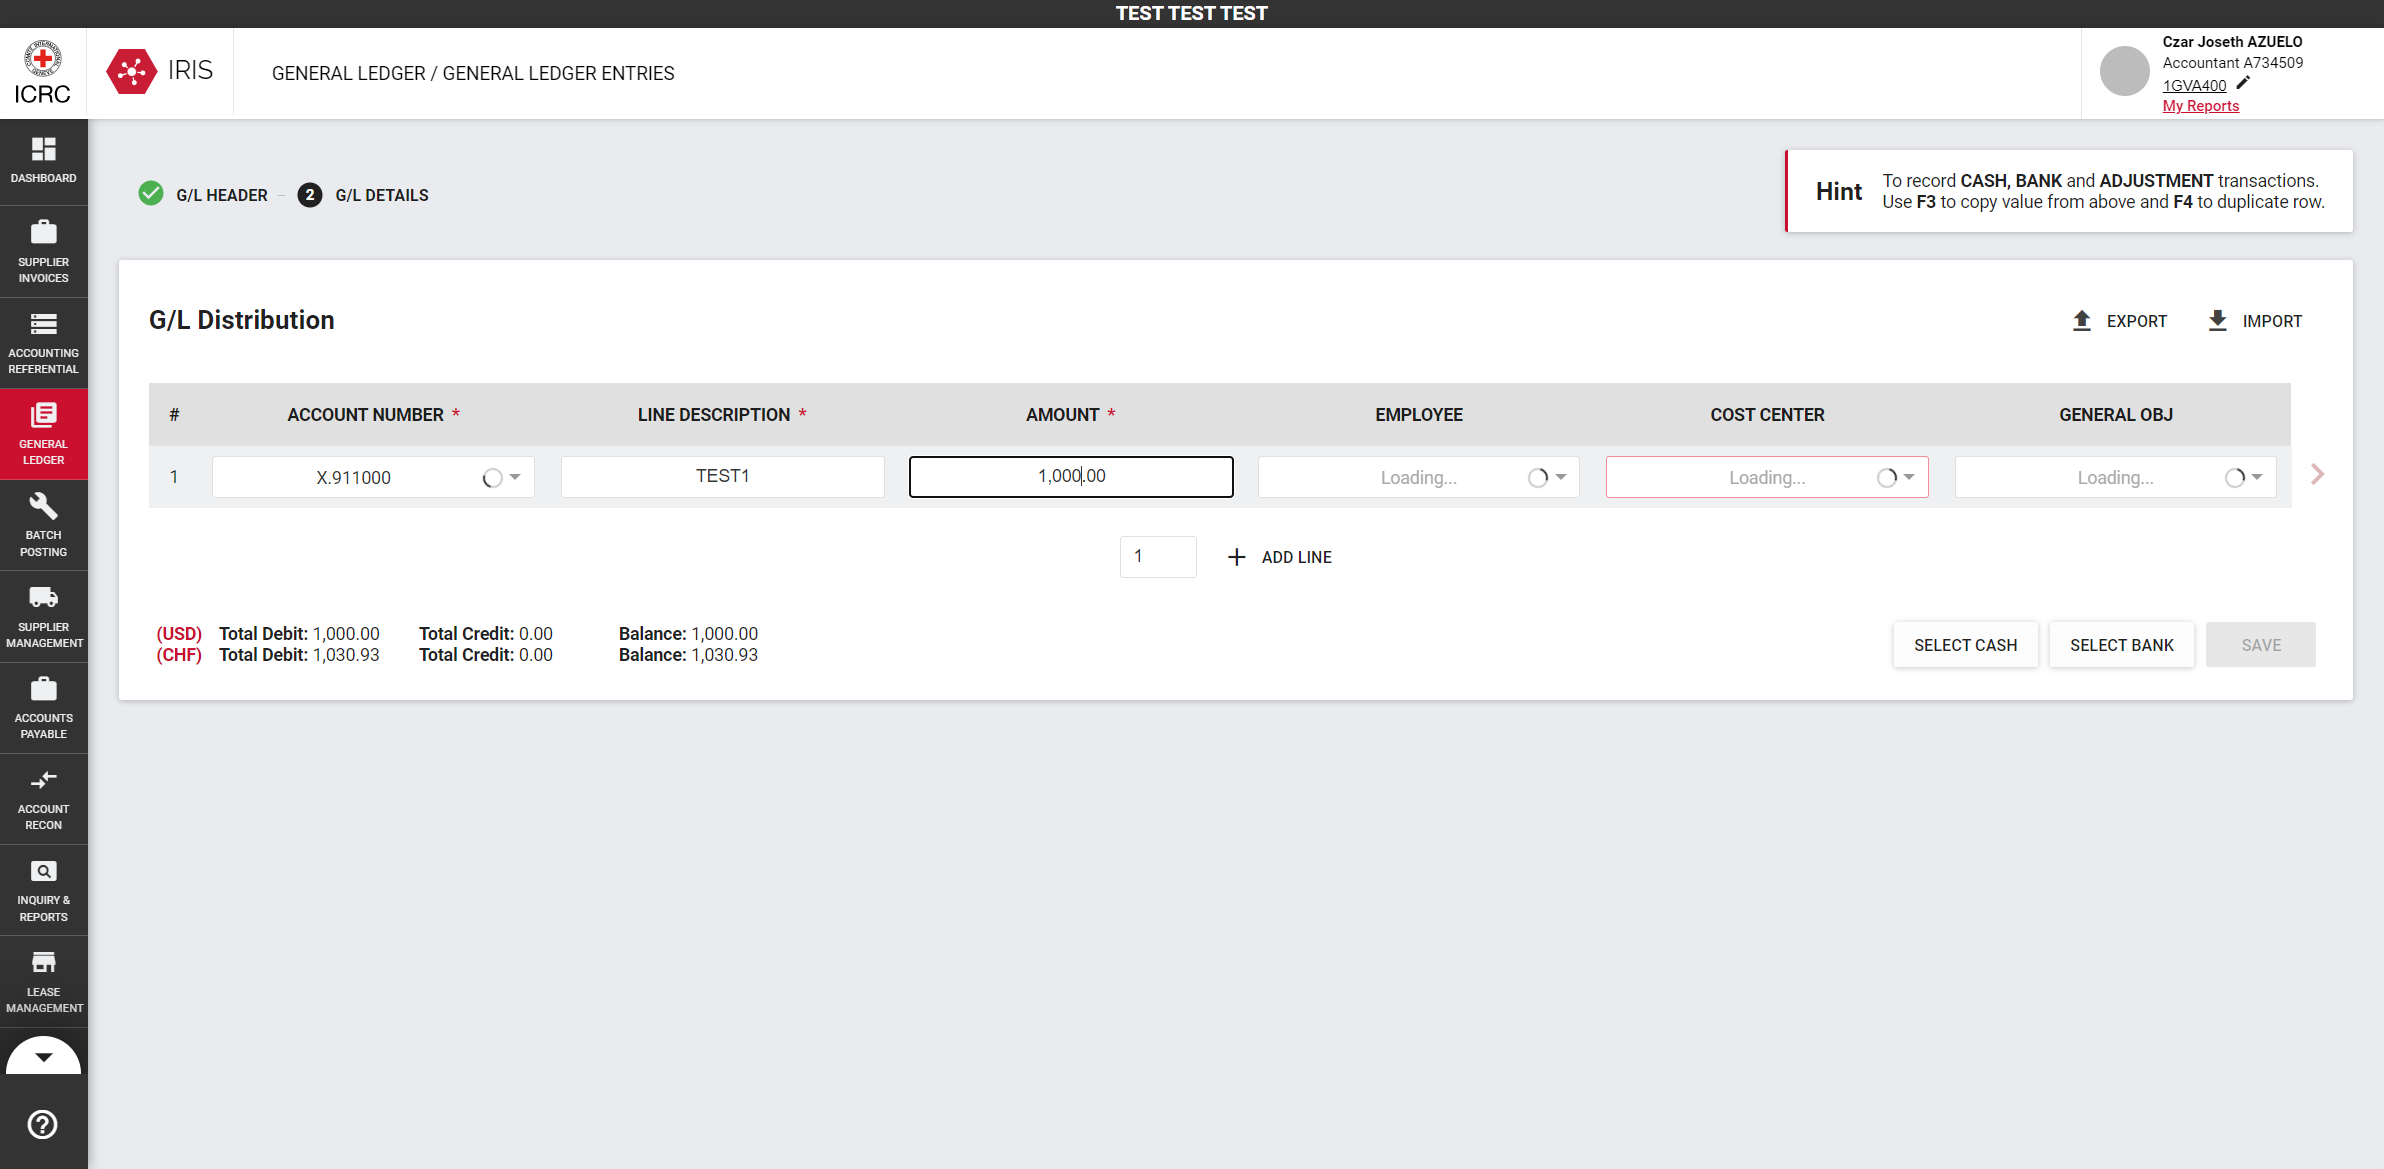 TEST TEST TEST
ICRC
IRIS
GENERAL LEDGER / GENERAL LEDGER ENTRIES
Czar Joseth AZUELO
Accountant A734509
1GVA400
My Reports
DASHBOARD
SUPPLIER
INVOICES
ACCOUNTING
REFERENTIAL
GENERAL
LEDGER
BATCH
POSTING
SUPPLIER
MANAGEMENT
ACCOUNTS
PAYABLE
ACCOUNT
RECON
INQUIRY &
REPORTS
LEASE
MANAGEMENT
G/L HEADER
2 G/L DETAILS
Hint
To record CASH, BANK and ADJUSTMENT transactions.
Use F3 to copy value from above and F4 to duplicate row.
G/L Distribution
EXPORT IMPORT
# ACCOUNT NUMBER * LINE DESCRIPTION * AMOUNT * EMPLOYEE COST CENTER GENERAL OBJ
1 X.911000 TEST1 1,000.00 Loading... Loading... Loading...
1 + ADD LINE
(USD) Total Debit: 1,000.00 Total Credit: 0.00 Balance: 1,000.00
(CHF) Total Debit: 1,030.93 Total Credit: 0.00 Balance: 1,030.93
SELECT CASH SELECT BANK SAVE